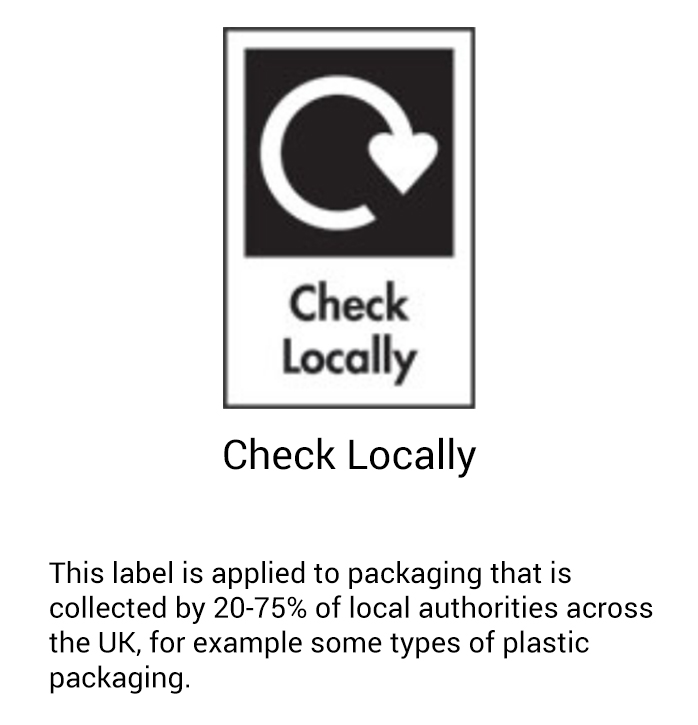 Check
Locally
Check Locally
This label is applied to packaging that is
collected by 20-75% of local authorities across
the UK, for example some types of plastic
packaging.